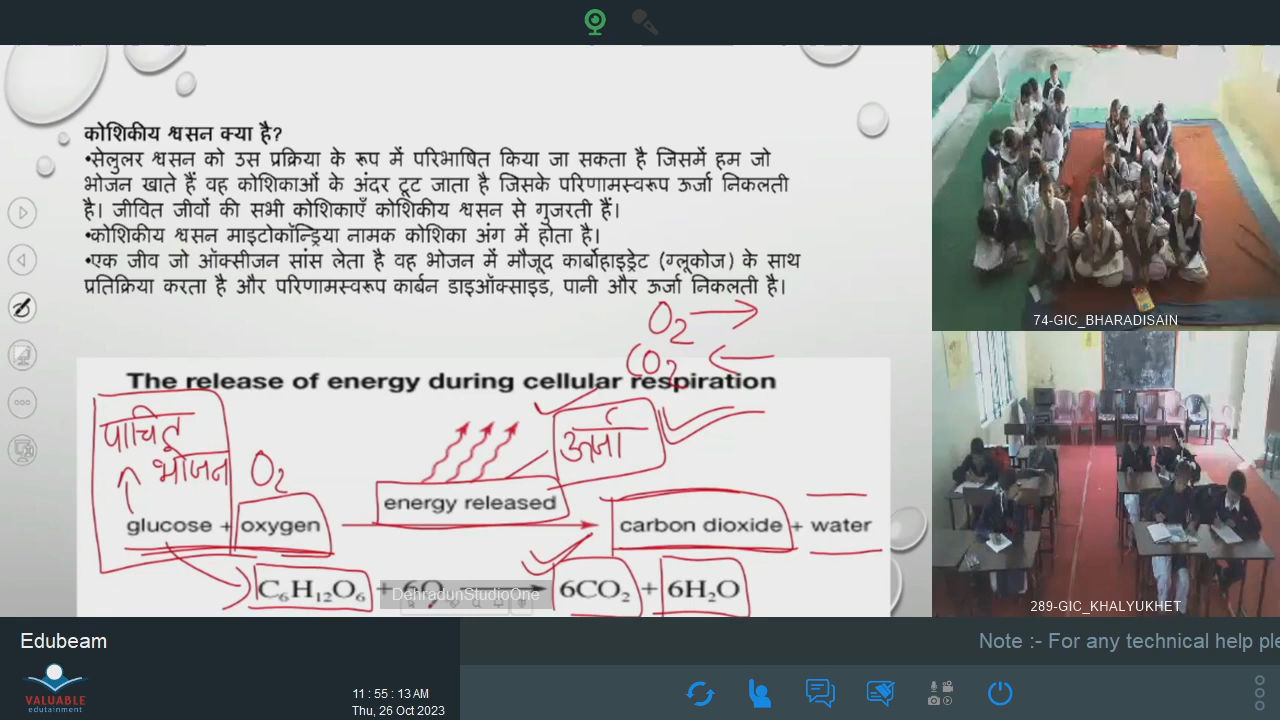 कोशिकीय श्वसन क्या है?
•सेलुलर श्वसन को उस प्रक्रिया के रूप में परिभाषित किया जा सकता है जिसमें हम जो
भोजन खाते हैं वह कोशिकाओं के अंदर टूट जाता है जिसके परिणामस्वरूप ऊर्जा निकलती
है। जीवित जीवों की सभी कोशिकाएँ कोशिकीय श्वसन से गुजरती हैं।
•कोशिकीय श्वसन माइटोकॉन्ड्रिया नामक कोशिका अंग में होता है।
•एक जीव जो ऑक्सीजन सांस लेता है वह भोजन में मौजूद कार्बोहाइड्रेट (ग्लूकोज) के साथ
प्रतिक्रिया करता है और परिणामस्वरूप कार्बन डाइऑक्साइड, पानी और ऊर्जा निकलती है।
O2 →
CO2 ←
The release of energy during cellular respiration
पाचित
भोजन
O2
ऊर्जा
energy released
glucose + oxygen → carbon dioxide + water
C₆H₁₂O₆ + 6O → 6CO₂ + 6H₂O
DehradunStudioOne
74-GIC_BHARADISAIN
289-GIC_KHALYUKHET
Edubeam
VALUABLE
edutainment
11 : 55 : 13 AM
Thu, 26 Oct 2023
Note :- For any technical help ple